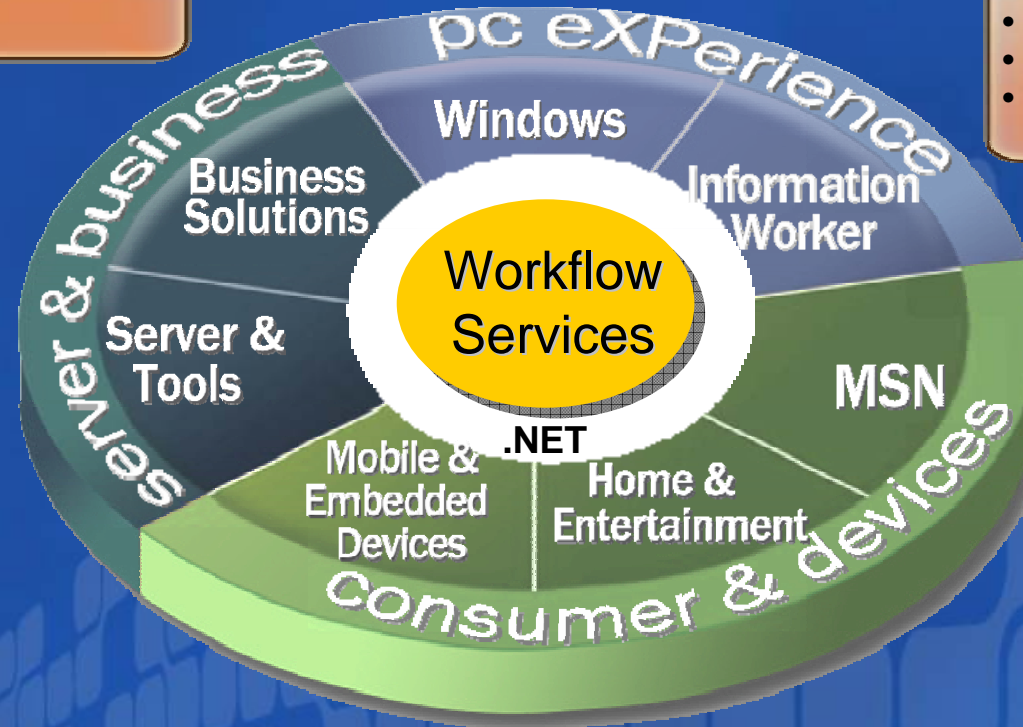 pc eXPerience
Windows
Information
Worker
Business
Solutions
server & business
Workflow
Services
Server &
Tools
MSN
.NET
Mobile &
Embedded
Devices
Home &
Entertainment
consumer & devices